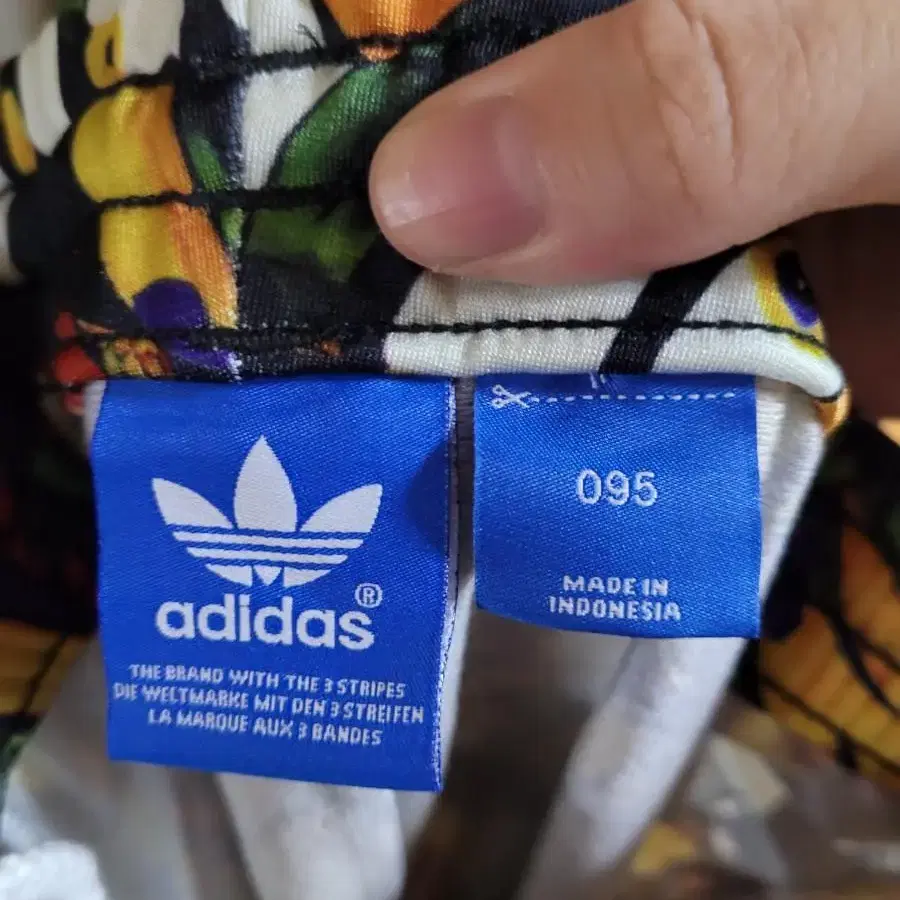 adidas®
THE BRAND WITH THE 3 STRIPES
DIE WELTMARKE MIT DEN 3 STREIFEN
LA MARQUE AUX 3 BANDES
095
MADE IN
INDONESIA